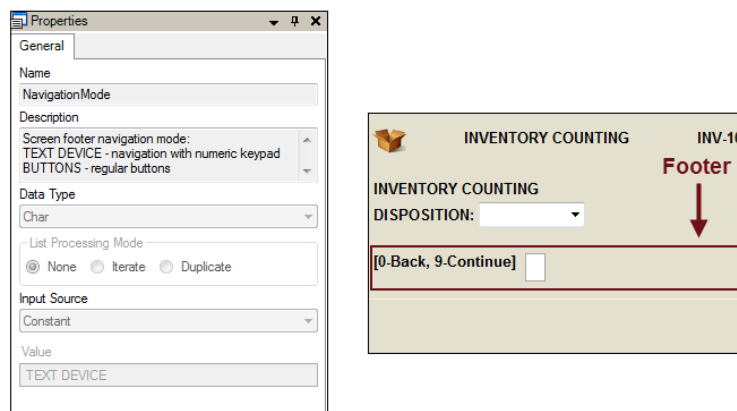 Properties
General
Name
NavigationMode
Description
Screen footer navigation mode:
TEXT DEVICE - navigation with numeric keypad
BUTTONS - regular buttons
Data Type
Char
List Processing Mode
None Iterate Duplicate
Input Source
Constant
Value
TEXT DEVICE
INVENTORY COUNTING INV-10
Footer
INVENTORY COUNTING
DISPOSITION:
[0-Back, 9-Continue]